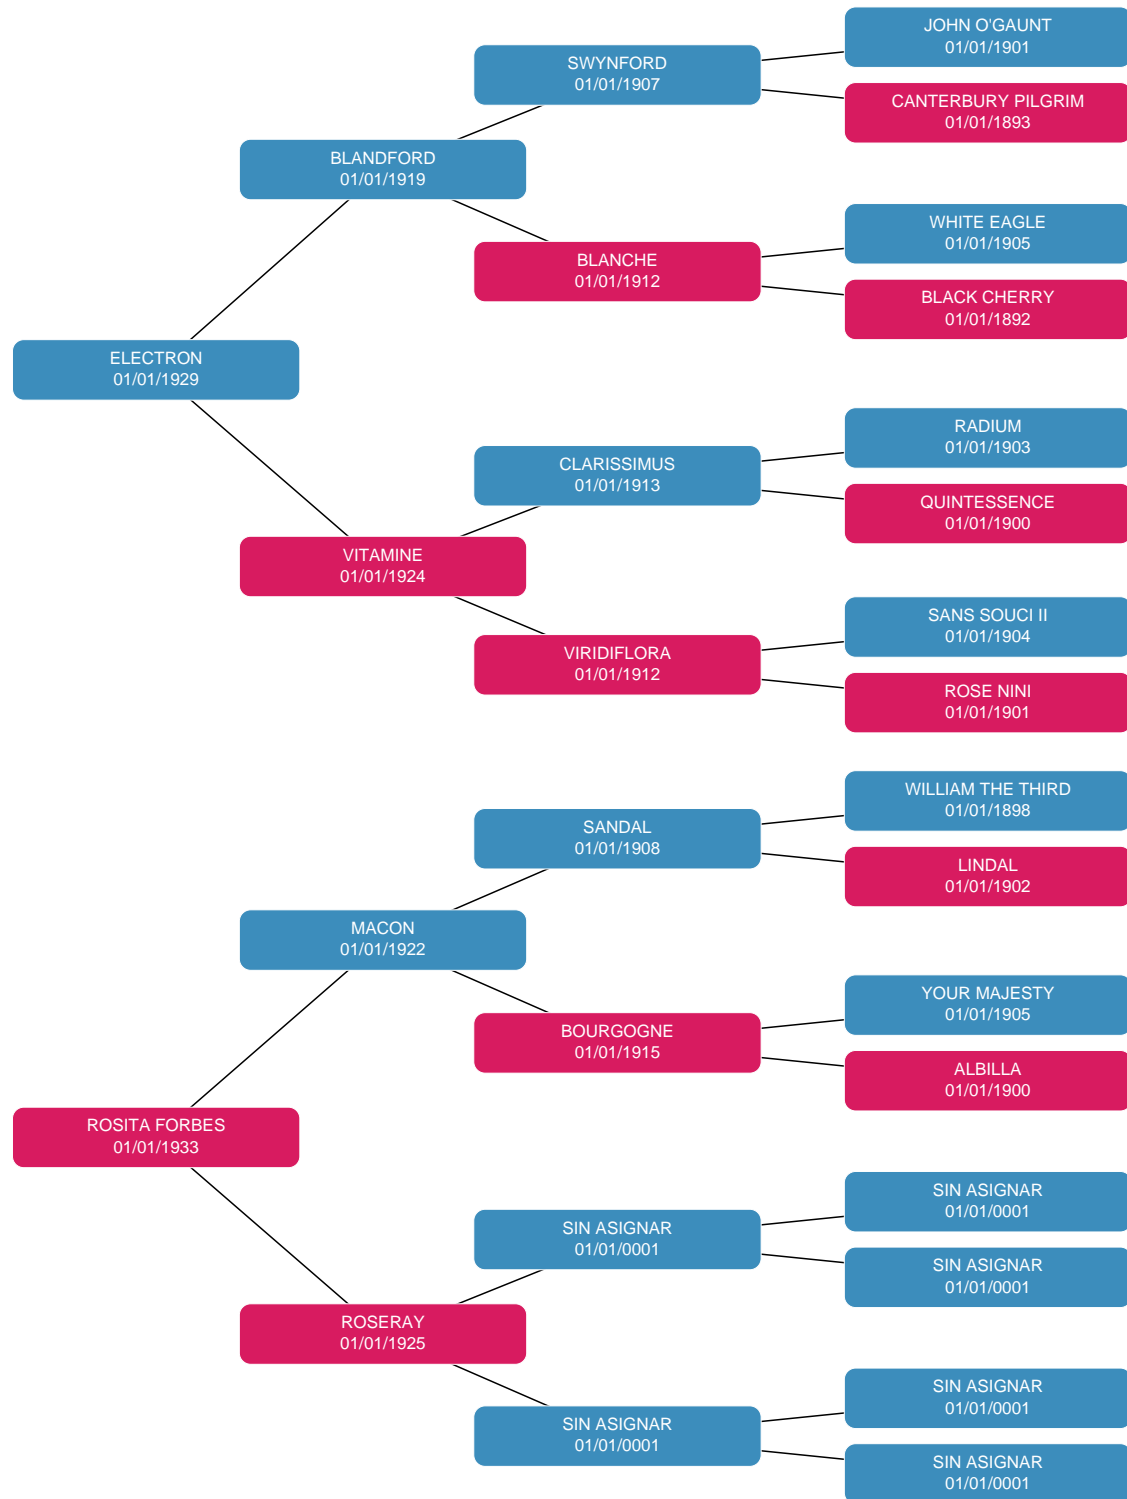 JOHN O'GAUNT
01/01/1901
SWYNFORD
01/01/1907
CANTERBURY PILGRIM
01/01/1893
BLANDFORD
01/01/1919
WHITE EAGLE
01/01/1905
BLANCHE
01/01/1912
BLACK CHERRY
01/01/1892
ELECTRON
01/01/1929
RADIUM
01/01/1903
CLARISSIMUS
01/01/1913
QUINTESSENCE
01/01/1900
VITAMINE
01/01/1924
SANS SOUCI II
01/01/1904
VIRIDIFLORA
01/01/1912
ROSE NINI
01/01/1901
WILLIAM THE THIRD
01/01/1898
SANDAL
01/01/1908
LINDAL
01/01/1902
MACON
01/01/1922
YOUR MAJESTY
01/01/1905
BOURGOGNE
01/01/1915
ALBILLA
01/01/1900
ROSITA FORBES
01/01/1933
SIN ASIGNAR
01/01/0001
SIN ASIGNAR
01/01/0001
SIN ASIGNAR
01/01/0001
ROSERAY
01/01/1925
SIN ASIGNAR
01/01/0001
SIN ASIGNAR
01/01/0001
SIN ASIGNAR
01/01/0001